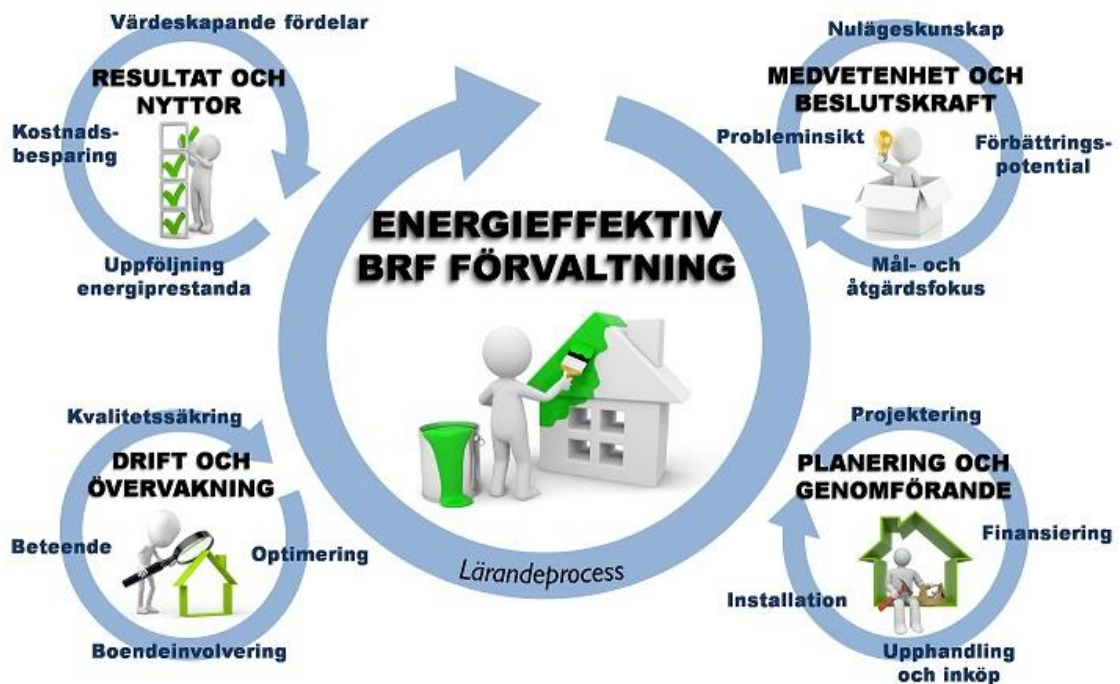 Värdeskapande fördelar
RESULTAT OCH
NYTTOR
Kostnads-
besparing
Uppföljning
energiprestanda
Nulägeskunskap
MEDVETENHET OCH
BESLUTSKRAFT
Probleminsikt
Förbättrings-
potential
Mål- och
åtgärdsfokus
ENERGIEFFEKTIV
BRF FÖRVALTNING
Lärandeprocess
Kvalitetssäkring
DRIFT OCH
ÖVERVAKNING
Beteende
Optimering
Boendeinvolvering
Projektering
PLANERING OCH
GENOMFÖRANDE
Finansiering
Installation
Upphandling
och inköp